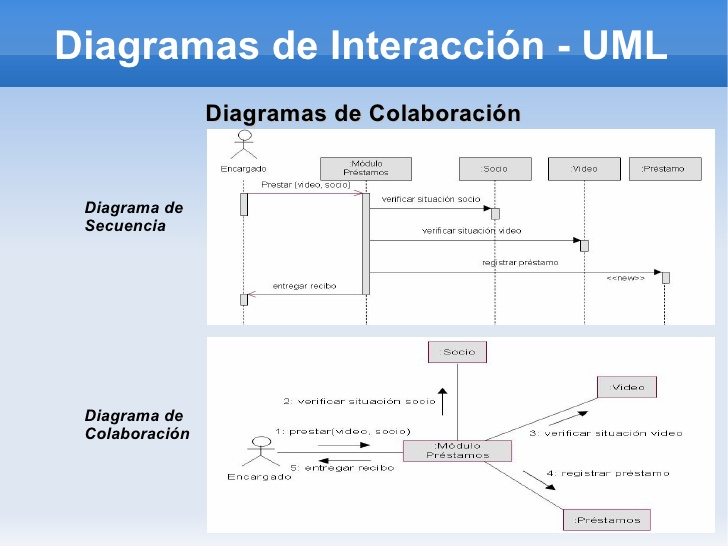 Diagramas de Interacción - UML
Diagramas de Colaboración
Diagrama de
Secuencia
Encargado
:Módulo
Préstamos
:Socio
:Video
:Préstamo
Prestar (video, socio)
verificar situación socio
verificar situación video
registrar préstamo
<<new>>
entregar recibo
Diagrama de
Colaboración
:Socio
:Video
2: verificar situación socio
1: prestar(video, socio)
3: verificar situación video
:Módulo
Préstamos
5: entregar recibo
Encargado
4: registrar préstamo
:Préstamos